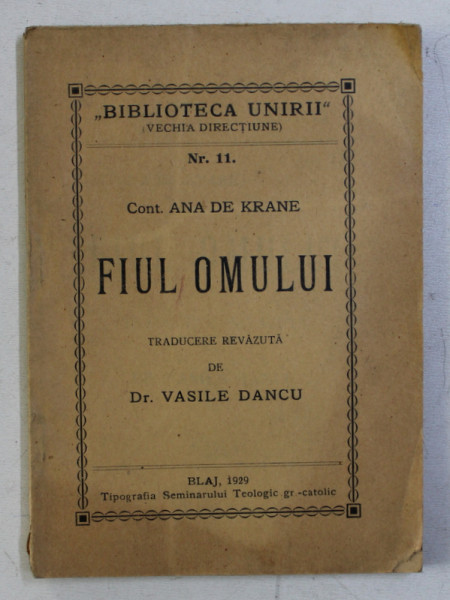 „BIBLIOTECA UNIRII“
(VECHIA DIRECȚIUNE)
Nr. 11.
Cont. ANA DE KRANE
FIUL OMULUI
TRADUCERE REVĂZUTĂ
DE
Dr. VASILE DANCU
BLAJ, 1929
Tipografia Seminarului Teologic gr.-catolic